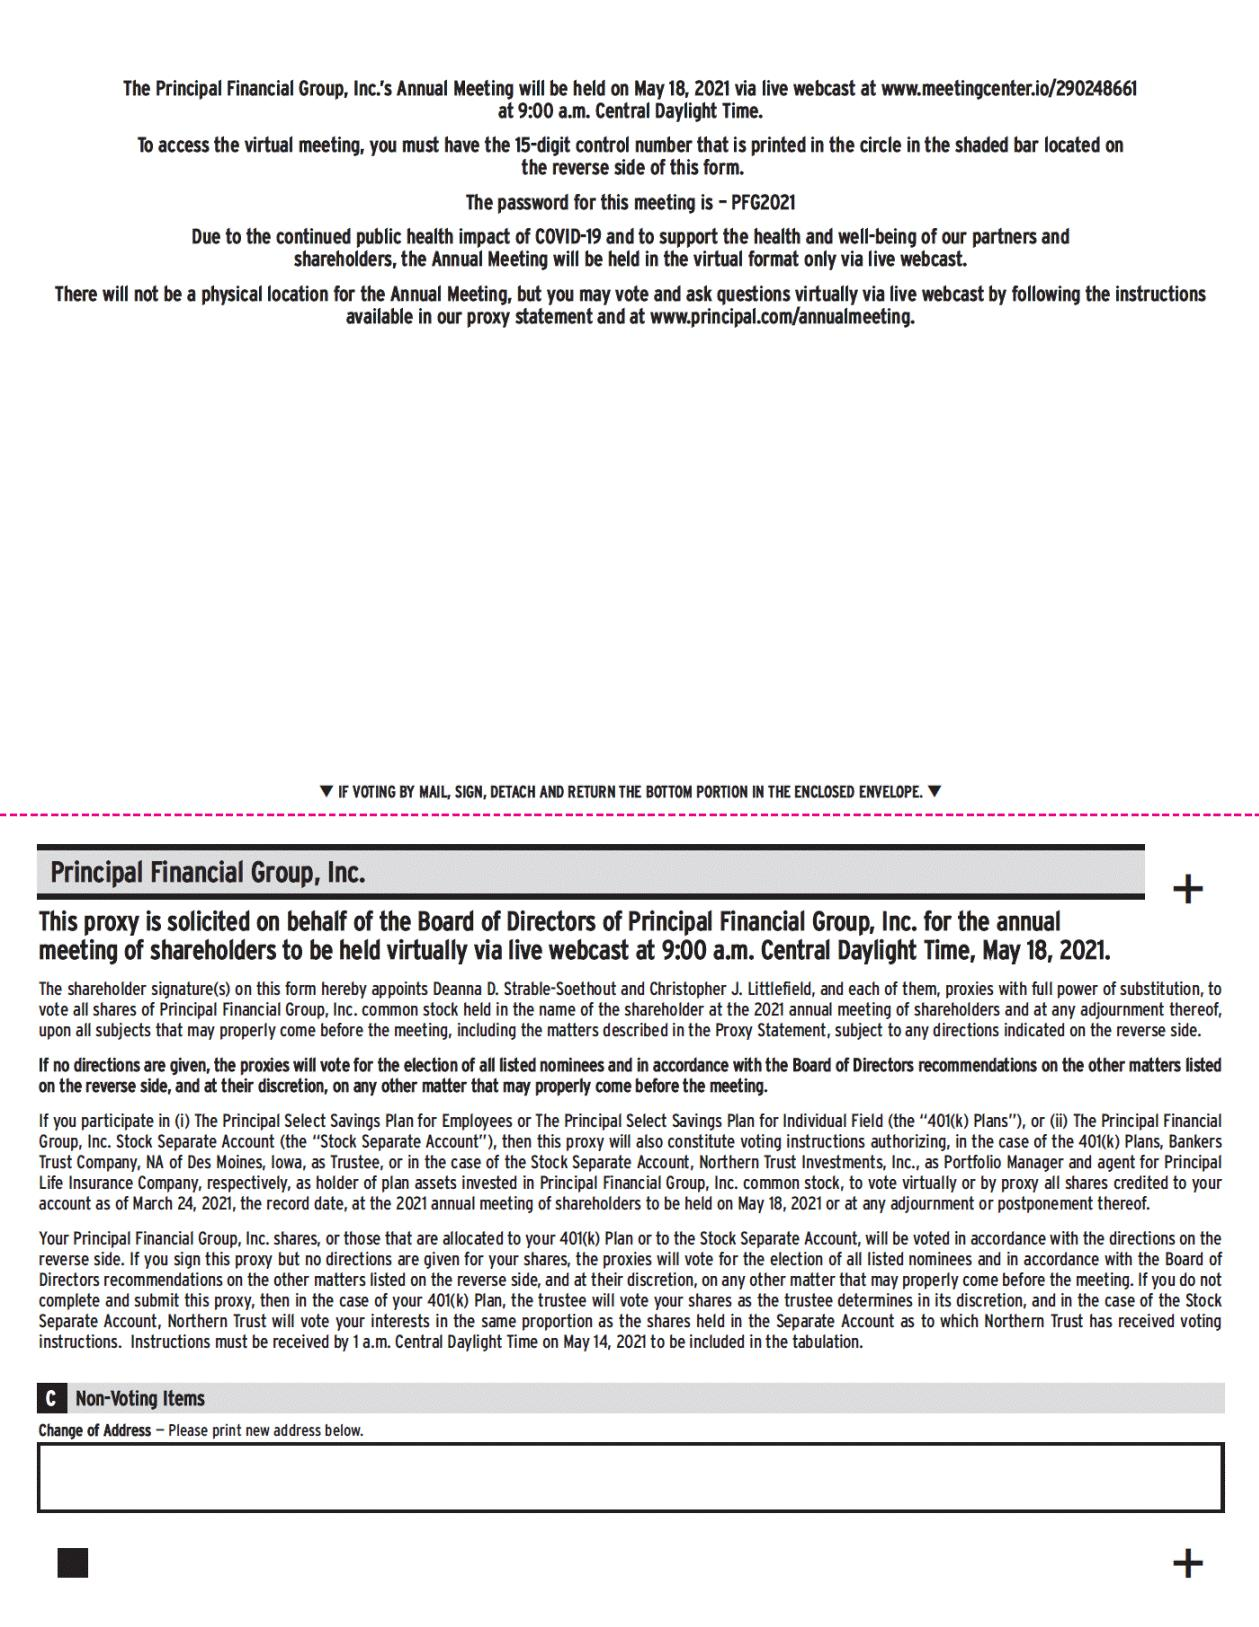 The Principal Financial Group, Inc.'s Annual Meeting will be held on May 18, 2021 via live webcast at www.meetingcenter.io/290248661
at 9:00 a.m. Central Daylight Time.
To access the virtual meeting, you must have the 15-digit control number that is printed in the circle in the shaded bar located on
the reverse side of this form.
The password for this meeting is – PFG2021
Due to the continued public health impact of COVID-19 and to support the health and well-being of our partners and
shareholders, the Annual Meeting will be held in the virtual format only via live webcast.
There will not be a physical location for the Annual Meeting, but you may vote and ask questions virtually via live webcast by following the instructions
available in our proxy statement and at www.principal.com/annualmeeting.
▼ IF VOTING BY MAIL, SIGN, DETACH AND RETURN THE BOTTOM PORTION IN THE ENCLOSED ENVELOPE. ▼
Principal Financial Group, Inc.
+
This proxy is solicited on behalf of the Board of Directors of Principal Financial Group, Inc. for the annual
meeting of shareholders to be held virtually via live webcast at 9:00 a.m. Central Daylight Time, May 18, 2021.
The shareholder signature(s) on this form hereby appoints Deanna D. Strable-Soethout and Christopher J. Littlefield, and each of them, proxies with full power of substitution, to
vote all shares of Principal Financial Group, Inc. common stock held in the name of the shareholder at the 2021 annual meeting of shareholders and at any adjournment thereof,
upon all subjects that may properly come before the meeting, including the matters described in the Proxy Statement, subject to any directions indicated on the reverse side.
If no directions are given, the proxies will vote for the election of all listed nominees and in accordance with the Board of Directors recommendations on the other matters listed
on the reverse side, and at their discretion, on any other matter that may properly come before the meeting.
If you participate in (i) The Principal Select Savings Plan for Employees or The Principal Select Savings Plan for Individual Field (the "401(k) Plans"), or (ii) The Principal Financial
Group, Inc. Stock Separate Account (the "Stock Separate Account"), then this proxy will also constitute voting instructions authorizing, in the case of the 401(k) Plans, Bankers
Trust Company, NA of Des Moines, Iowa, as Trustee, or in the case of the Stock Separate Account, Northern Trust Investments, Inc., as Portfolio Manager and agent for Principal
Life Insurance Company, respectively, as holder of plan assets invested in Principal Financial Group, Inc. common stock, to vote virtually or by proxy all shares credited to your
account as of March 24, 2021, the record date, at the 2021 annual meeting of shareholders to be held on May 18, 2021 or at any adjournment or postponement thereof.
Your Principal Financial Group, Inc. shares, or those that are allocated to your 401(k) Plan or to the Stock Separate Account, will be voted in accordance with the directions on the
reverse side. If you sign this proxy but no directions are given for your shares, the proxies will vote for the election of all listed nominees and in accordance with the Board of
Directors recommendations on the other matters listed on the reverse side, and at their discretion, on any other matter that may properly come before the meeting. If you do not
complete and submit this proxy, then in the case of your 401(k) Plan, the trustee will vote your shares as the trustee determines in its discretion, and in the case of the Stock
Separate Account, Northern Trust will vote your interests in the same proportion as the shares held in the Separate Account as to which Northern Trust has received voting
instructions. Instructions must be received by 1 a.m. Central Daylight Time on May 14, 2021 to be included in the tabulation.
C Non-Voting Items
Change of Address – Please print new address below.
+